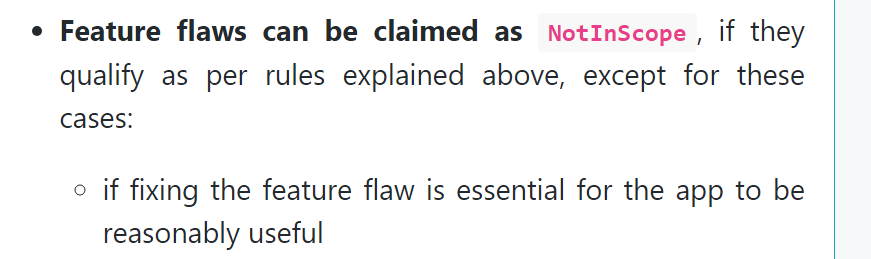 • Feature flaws can be claimed as NotInScope , if they
qualify as per rules explained above, except for these
cases:
○ if fixing the feature flaw is essential for the app to be
reasonably useful